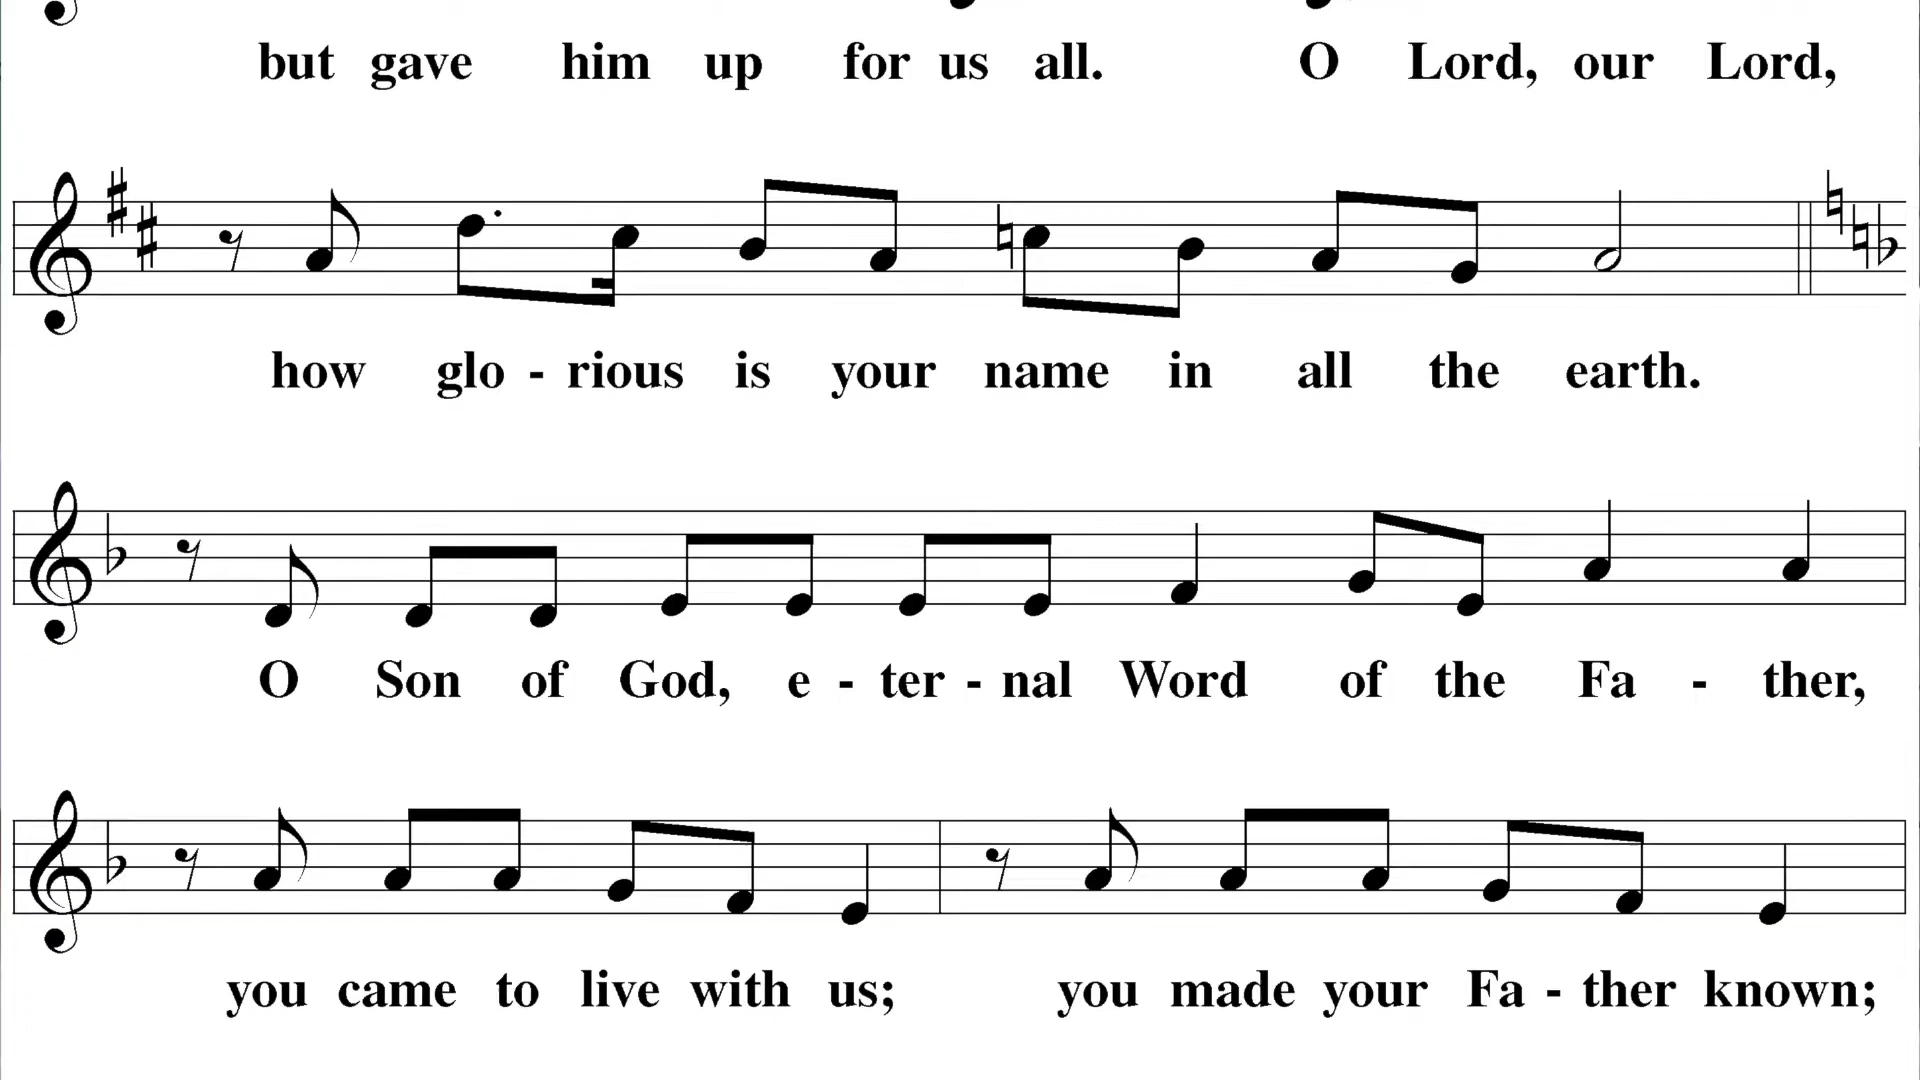 but gave him up for us all. O Lord, our Lord,
how glo - rious is your name in all the earth.
O Son of God, e - ter - nal Word of the Fa - ther,
you came to live with us; you made your Fa - ther known;